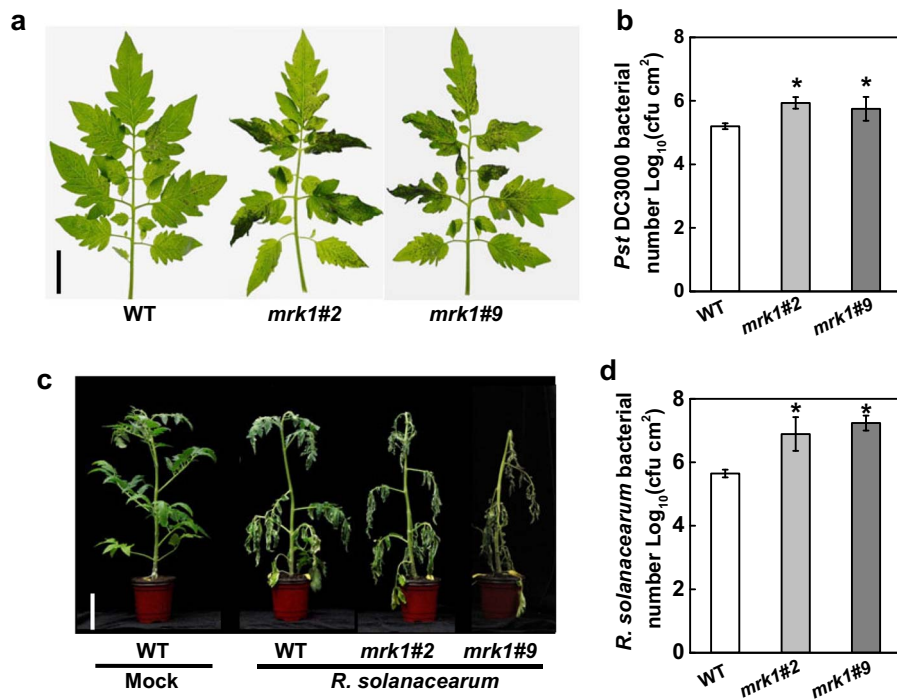 a
WT
mrk1#2
mrk1#9
b
Pst DC3000 bacterial
number Log10(cfu cm2)
8
6
4
2
0
WT
mrk1#2
mrk1#9
*
*
c
WT
WT
mrk1#2
mrk1#9
Mock
R. solanacearum
d
R. solanacearum bacterial
number Log10(cfu cm2)
8
6
4
2
0
WT
mrk1#2
mrk1#9
*
*